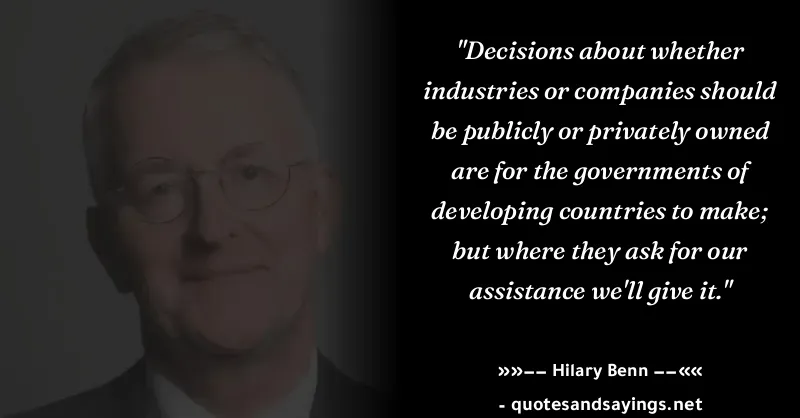 "Decisions about whether
industries or companies should
be publicly or privately owned
are for the governments of
developing countries to make;
but where they ask for our
assistance we'll give it."
»»−− Hilary Benn −−««
- quotesandsayings.net